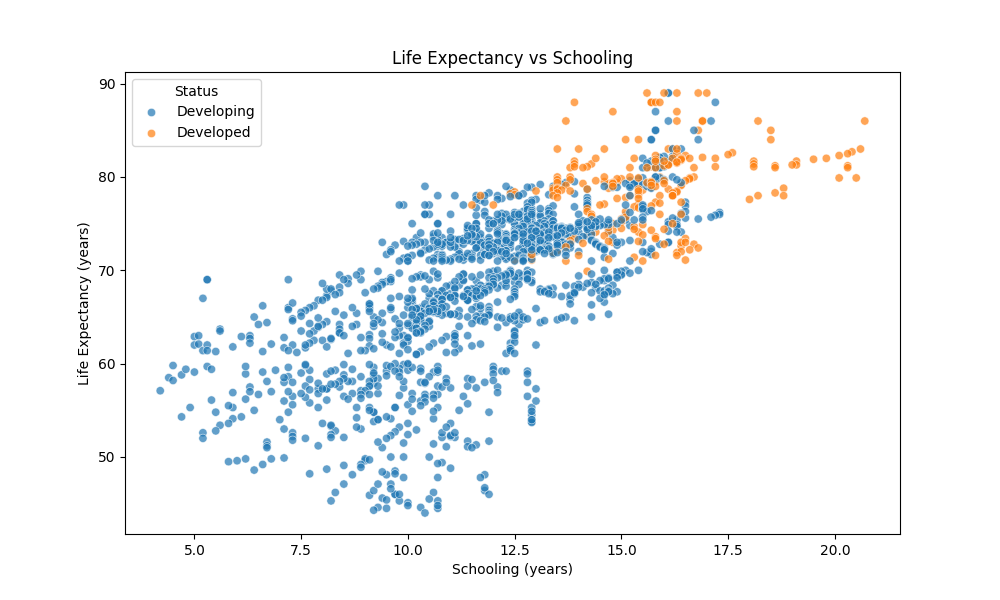 Life Expectancy vs Schooling
Status
Developing
Developed
90
80
70
60
50
Life Expectancy (years)
5.0 7.5 10.0 12.5 15.0 17.5 20.0
Schooling (years)